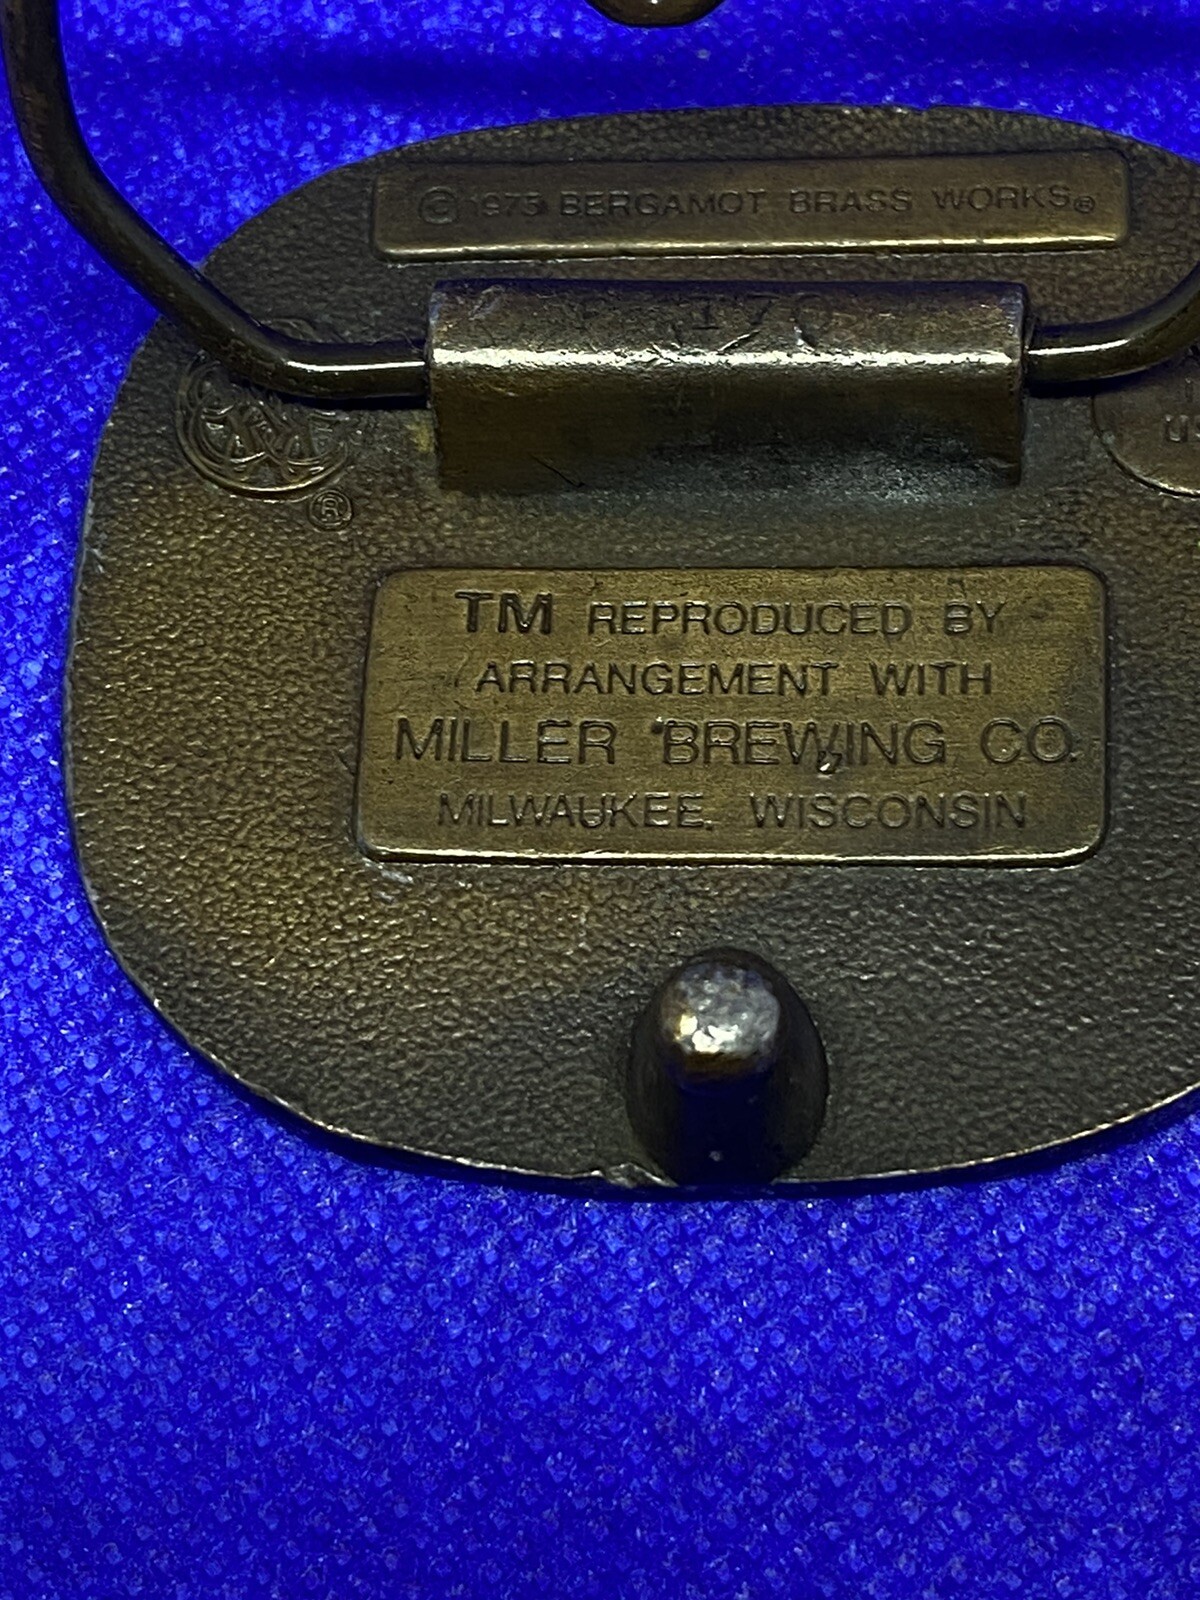 © 1975 BERGAMOT BRASS WORKS®
®
TM REPRODUCED BY
ARRANGEMENT WITH
MILLER BREWING CO.
MILWAUKEE, WISCONSIN